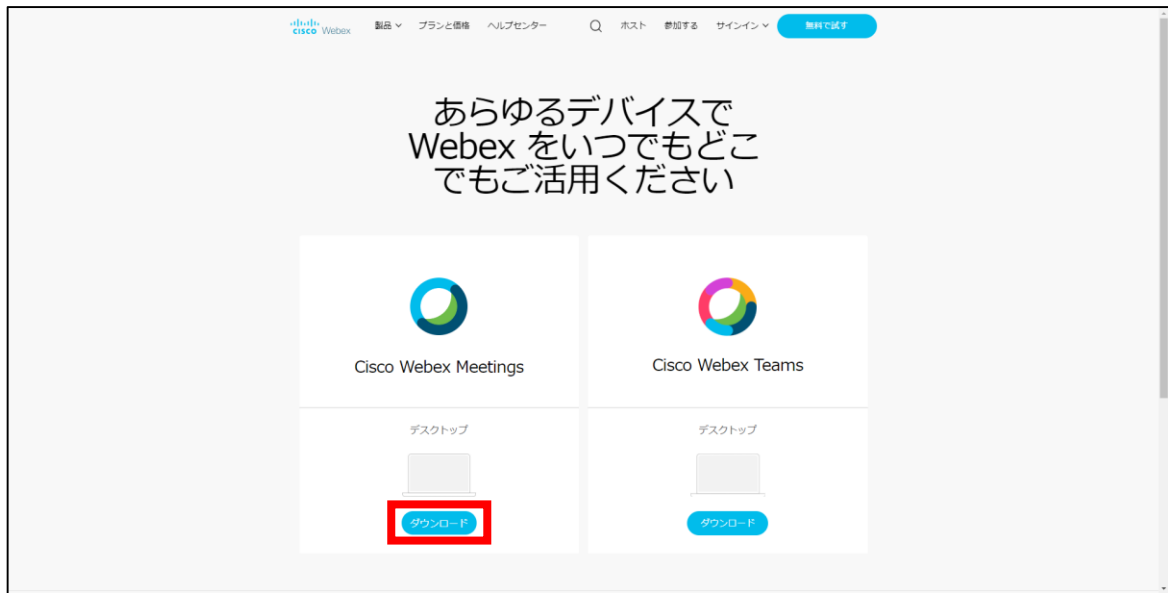 cisco Webex 製品 プランと価格 ヘルプセンター ホスト 参加する サインイン 無料で試す
あらゆるデバイスで
Webex をいつでもどこ
でもご活用ください
Cisco Webex Meetings
Cisco Webex Teams
デスクトップ
デスクトップ
ダウンロード
ダウンロード